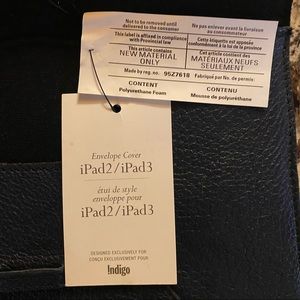 Not to be removed until
delivered to the consumer
This label is affixed in compliance
with Provincial law
This article contains
NEW MATERIAL
ONLY
Made by reg. no. 95Z7618
CONTENT
Polyurethane Foam
Ne pas enlever avant la livraison
au consommateur
Cette étiquette est apposée
conformément à la loi de la province
Cet article contient des
MATÉRIAUX NEUFS
SEULEMENT
Fabriqué par No. de permis:
CONTENU
Mousse de polyuréthane
Envelope Cover
iPad2/iPad3
étui de style
enveloppe pour
iPad2/iPad3
DESIGNED EXCLUSIVELY FOR
CONÇU EXCLUSIVEMENT POUR
!ndigo